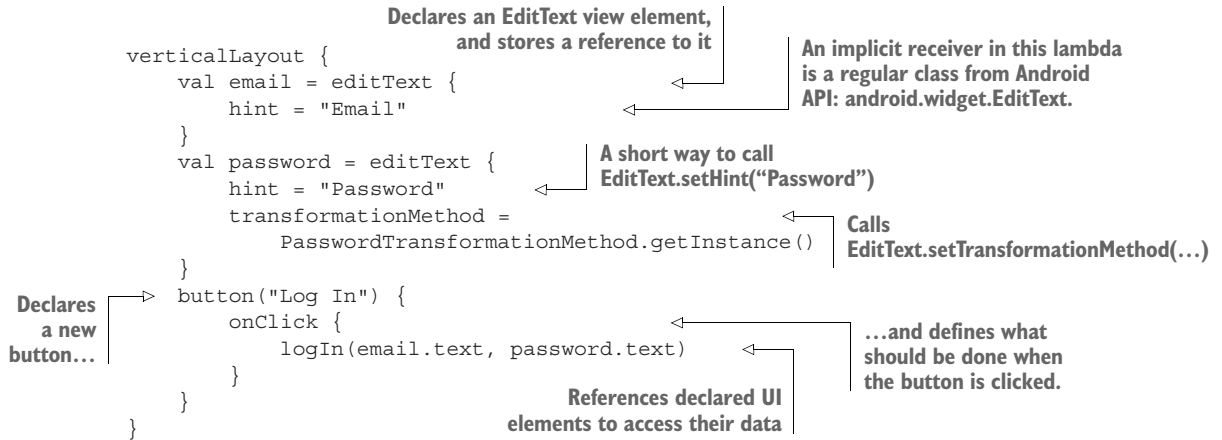 Declares an EditText view element,
and stores a reference to it
verticalLayout {
    val email = editText {
        hint = "Email"
    }
    val password = editText {
        hint = "Password"
        transformationMethod =
            PasswordTransformationMethod.getInstance()
    }
    button("Log In") {
        onClick {
            logIn(email.text, password.text)
        }
    }
}
An implicit receiver in this lambda
is a regular class from Android
API: android.widget.EditText.
A short way to call
EditText.setHint(“Password”)
Calls
EditText.setTransformationMethod(…)
Declares
a new
button…
…and defines what
should be done when
the button is clicked.
References declared UI
elements to access their data